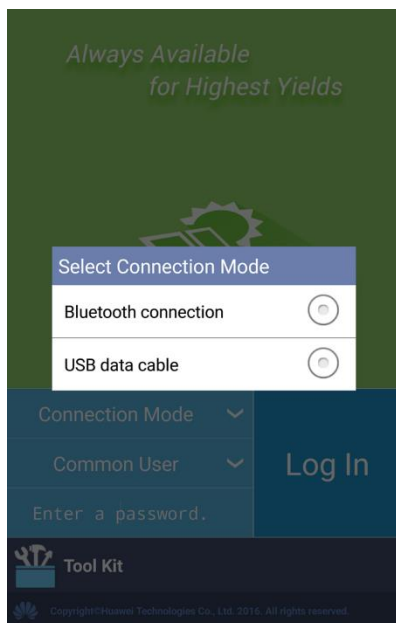 Always Available
for Highest Yields
Select Connection Mode
Bluetooth connection
USB data cable
Connection Mode
Common User
Log In
Enter a password.
Tool Kit
Copyright©Huawei Technologies Co., Ltd. 2016. All rights reserved.